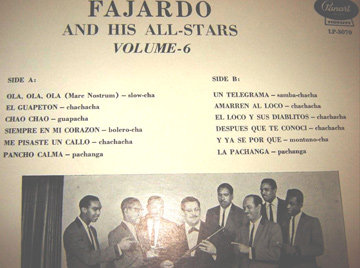 FAJARDO
AND HIS ALL-STARS
VOLUME-6
Panart
LP-3070
SIDE A:
OLA, OLA, OLA (Mare Nostrum) – slow-cha
EL GUAPETON – chachacha
CHAO CHAO – guapacha
SIEMPRE EN MI CORAZON – bolero-cha
ME PISASTE UN CALLO – chachacha
PANCHO CALMA – pachanga
SIDE B:
UN TELEGRAMA – samba-chacha
AMARREN AL LOCO – chachacha
EL LOCO Y SUS DIABLITOS – chachacha
DESPUES QUE TE CONOCI – chachacha
Y YA SE POR QUE – montuno-cha
LA PACHANGA – pachanga